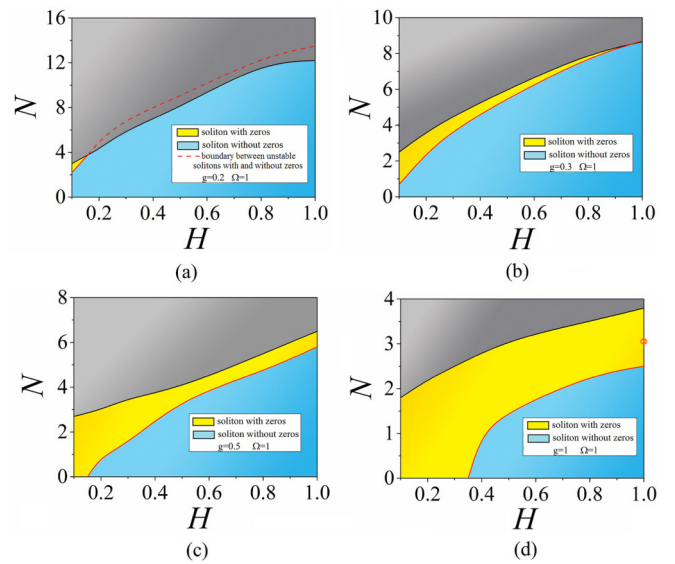 16
12
8
4
0
N
soliton with zeros
soliton without zeros
boundary between unstable
solitons with and without zeros
g=0.2 Ω=1
0.2 0.4 0.6 0.8 1.0
H
(a)
10
8
6
4
2
0
N
soliton with zeros
soliton without zeros
g=0.3 Ω=1
0.2 0.4 0.6 0.8 1.0
H
(b)
8
6
4
2
0
N
soliton with zeros
soliton without zeros
g=0.5 Ω=1
0.2 0.4 0.6 0.8 1.0
H
(c)
4
3
2
1
0
N
soliton with zeros
soliton without zeros
g=1 Ω=1
0.2 0.4 0.6 0.8 1.0
H
(d)